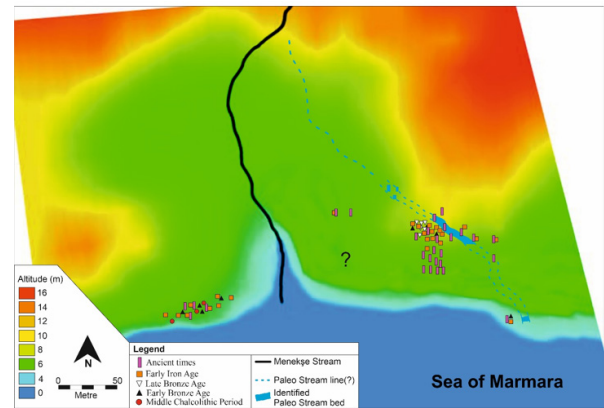 ?
Altitude (m)
16
14
12
10
8
6
4
0
N
50 0 50
Metre
Legend
Ancient times
Early Iron Age
Late Bronze Age
Early Bronze Age
Middle Chalcolithic Period
Menekşe Stream
Paleo Stream line(?)
Identified
Paleo Stream bed
Sea of Marmara